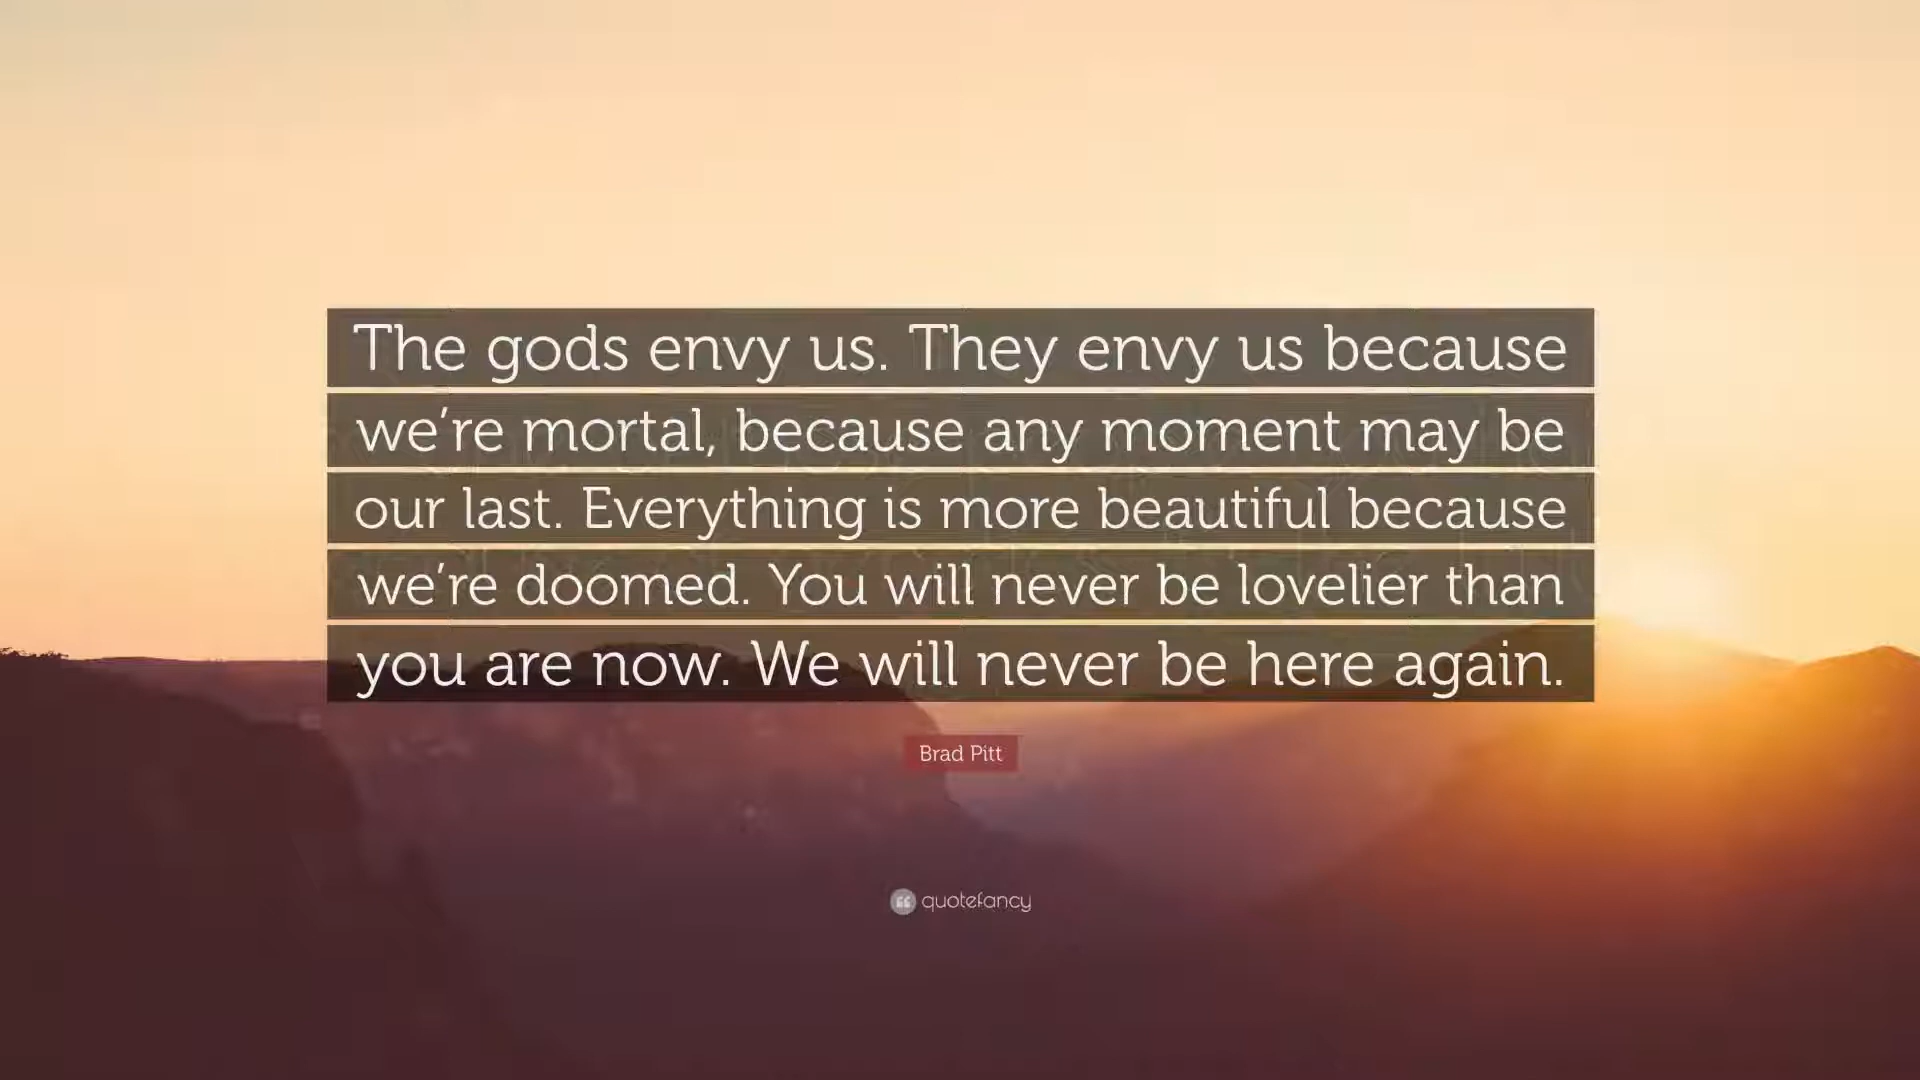 The gods envy us. They envy us because
we’re mortal, because any moment may be
our last. Everything is more beautiful because
we’re doomed. You will never be lovelier than
you are now. We will never be here again.
Brad Pitt
quotefancy